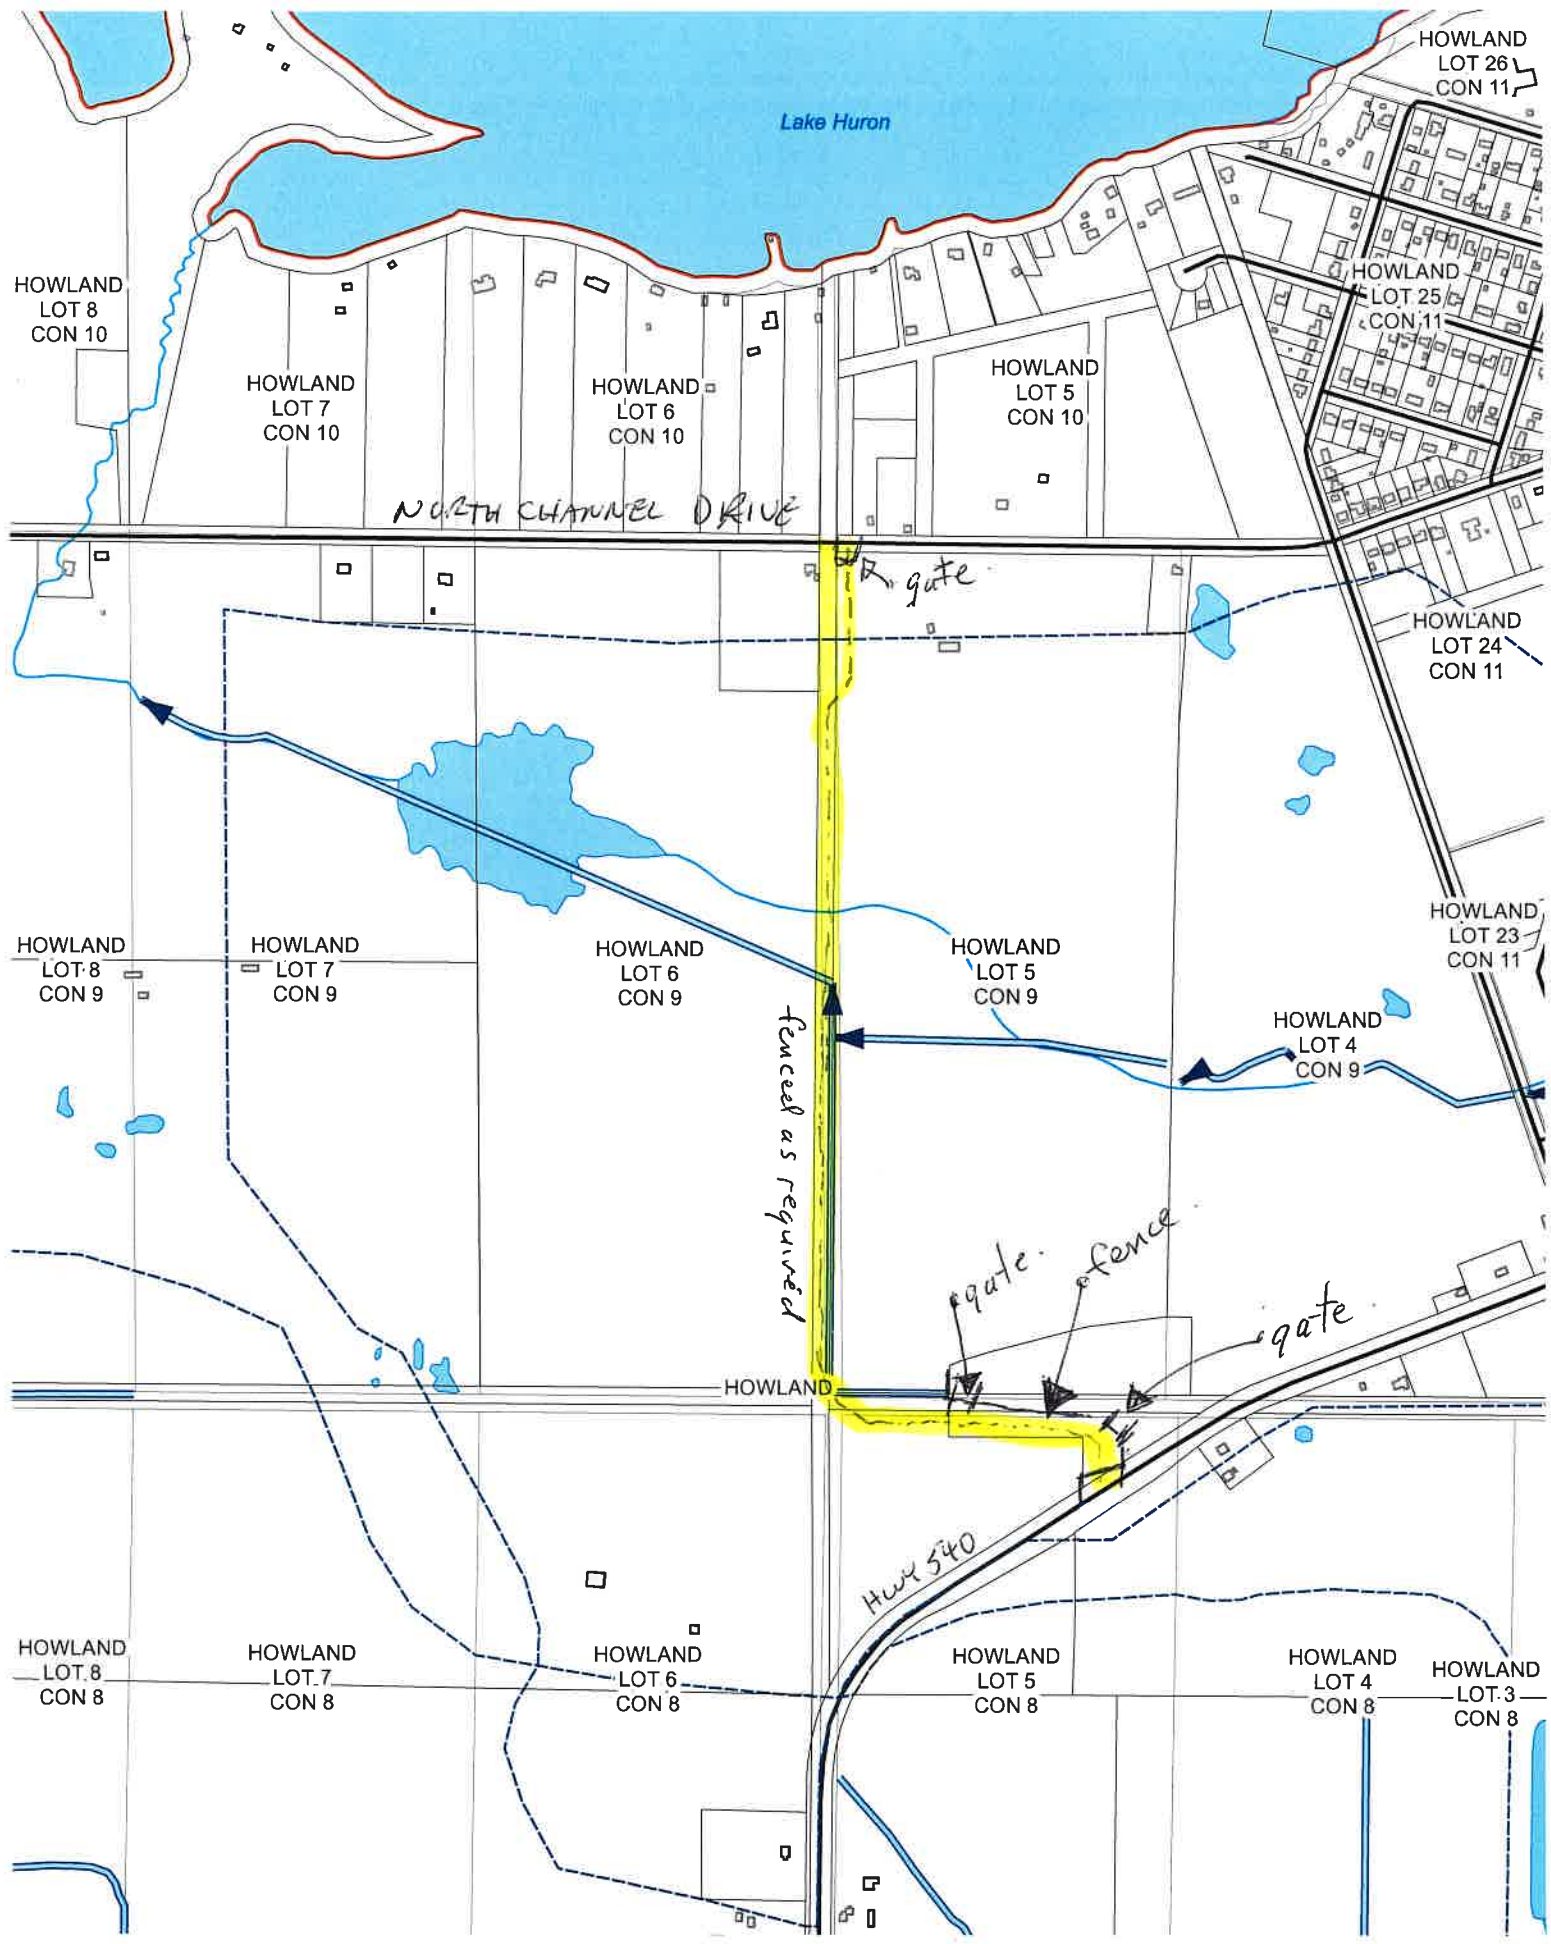 HOWLAND
LOT 26
CON 11
Lake Huron
HOWLAND
LOT 8
CON 10
HOWLAND
LOT 25
CON 11
HOWLAND
LOT 7
CON 10
HOWLAND
LOT 6
CON 10
HOWLAND
LOT 5
CON 10
NORTH CHANNEL DRIVE
gate
HOWLAND
LOT 24
CON 11
HOWLAND
LOT 23
CON 11
HOWLAND
LOT 8
CON 9
HOWLAND
LOT 7
CON 9
HOWLAND
LOT 6
CON 9
HOWLAND
LOT 5
CON 9
HOWLAND
LOT 4
CON 9
fenced as required
gate.
fence
gate
HOWLAND
Hwy 540
HOWLAND
LOT 8
CON 8
HOWLAND
LOT 7
CON 8
HOWLAND
LOT 6
CON 8
HOWLAND
LOT 5
CON 8
HOWLAND
LOT 4
CON 8
HOWLAND
LOT 3
CON 8